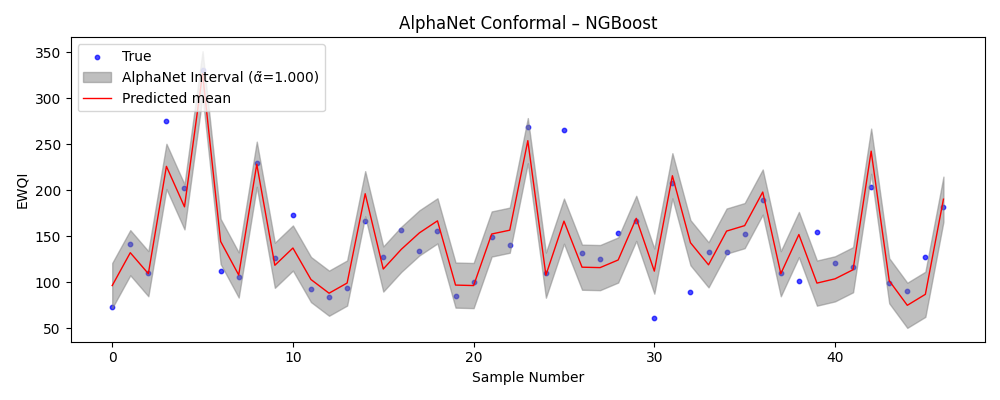 AlphaNet Conformal – NGBoost
350
300
250
200
150
100
50
EWQI
True
AlphaNet Interval (α̃=1.000)
Predicted mean
0
10
20
30
40
Sample Number